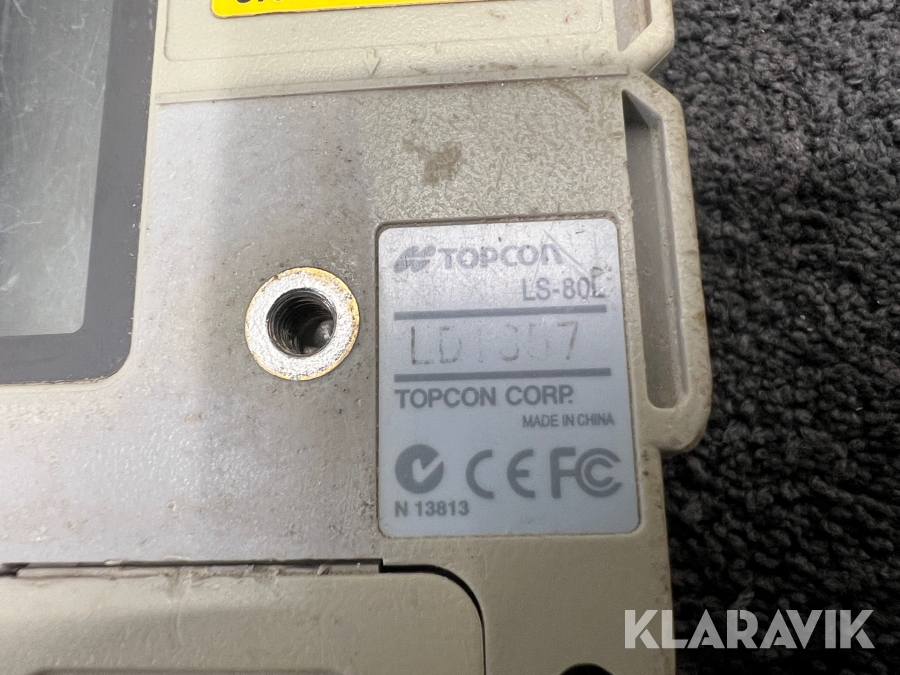 TOPCON
LS-80L
TOPCON CORP.
MADE IN CHINA
CE FC
N 13813
KLARAVIK